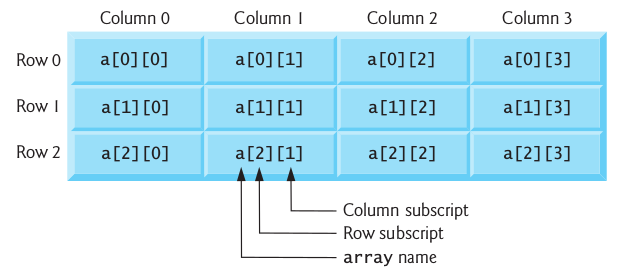 Column 0 Column 1 Column 2 Column 3
Row 0 a[0][0] a[0][1] a[0][2] a[0][3]
Row 1 a[1][0] a[1][1] a[1][2] a[1][3]
Row 2 a[2][0] a[2][1] a[2][2] a[2][3]
Column subscript
Row subscript
array name